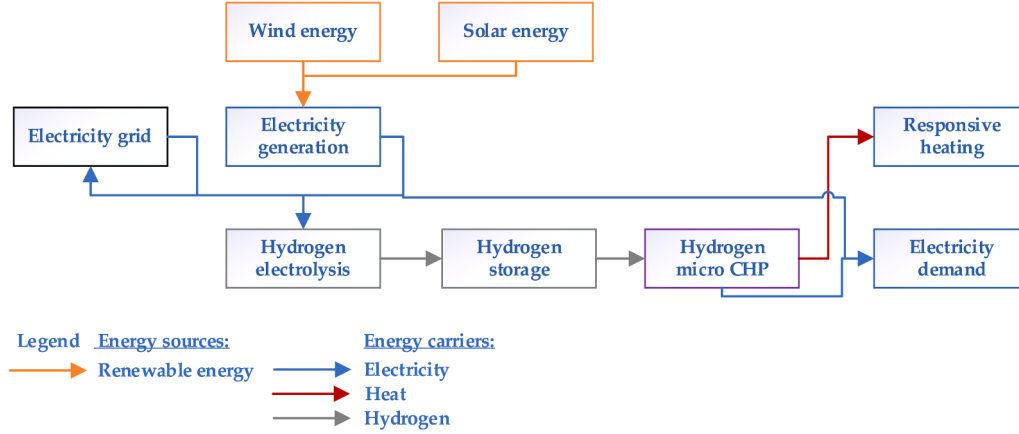 Wind energy
Solar energy
Electricity grid
Electricity
generation
Responsive
heating
Hydrogen
electrolysis
Hydrogen
storage
Hydrogen
micro CHP
Electricity
demand
Legend Energy sources:
Energy carriers:
Renewable energy
Electricity
Heat
Hydrogen